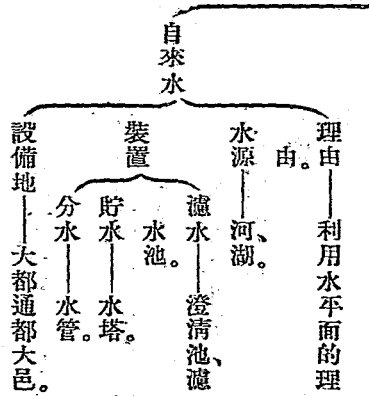 自來水
理由——利用水平面的理
由。
水源——河、湖。
裝置
濾水——澄清池、濾
水池。
貯水——水塔。
分水——水管。
設備地——大都通都大邑。